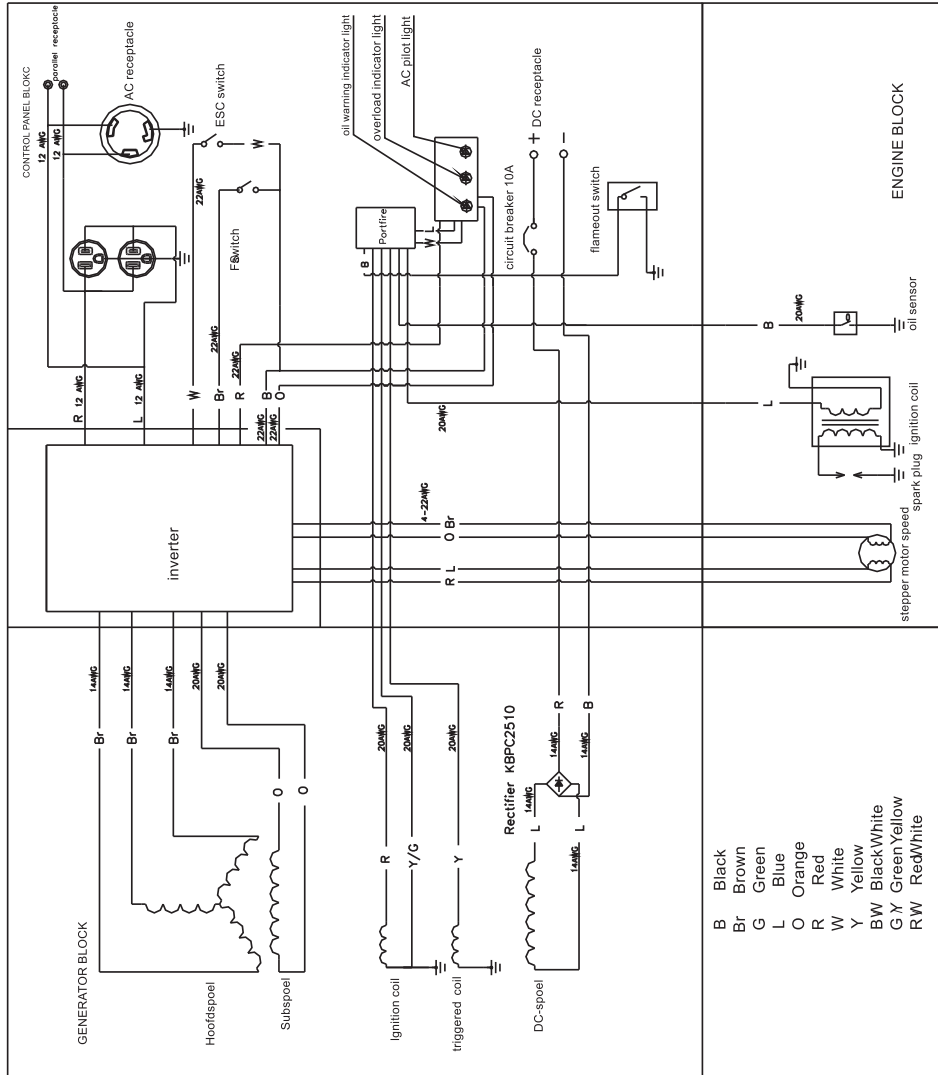 CONTROL PANEL BLOKC
parallel receptacle
12 AWG
12 AWG
AC receptacle
ESC switch
W
22AWG
FSswitch
oil warning indicator light
overload indicator light
AC pilot light
Portfire
B
W
L
circuit breaker 10A
DC receptacle
+
–
flameout switch
ENGINE BLOCK
R
12 AWG
L
12 AWG
W
Br
22AWG
R
22AWG
B
O
22AWG
22AWG
20AWG
B
20AWG
oil sensor
L
ignition coil
spark plug
inverter
4-22AWG
Br
O
L
R
stepper motor speed
GENERATOR BLOCK
14AWG
14AWG
14AWG
20AWG
20AWG
Br
Br
Br
O
O
Hoofdspoel
Subspoel
20AWG
20AWG
20AWG
R
Y/G
Y
Ignition coil
triggered coil
Rectifier KBPC2510
14AWG
14AWG
14AWG
14AWG
R
B
L
L
DC-spoel
B Black
Br Brown
G Green
L Blue
O Orange
R Red
W White
Y Yellow
BW BlackWhite
GY GreenYellow
RW RedWhite